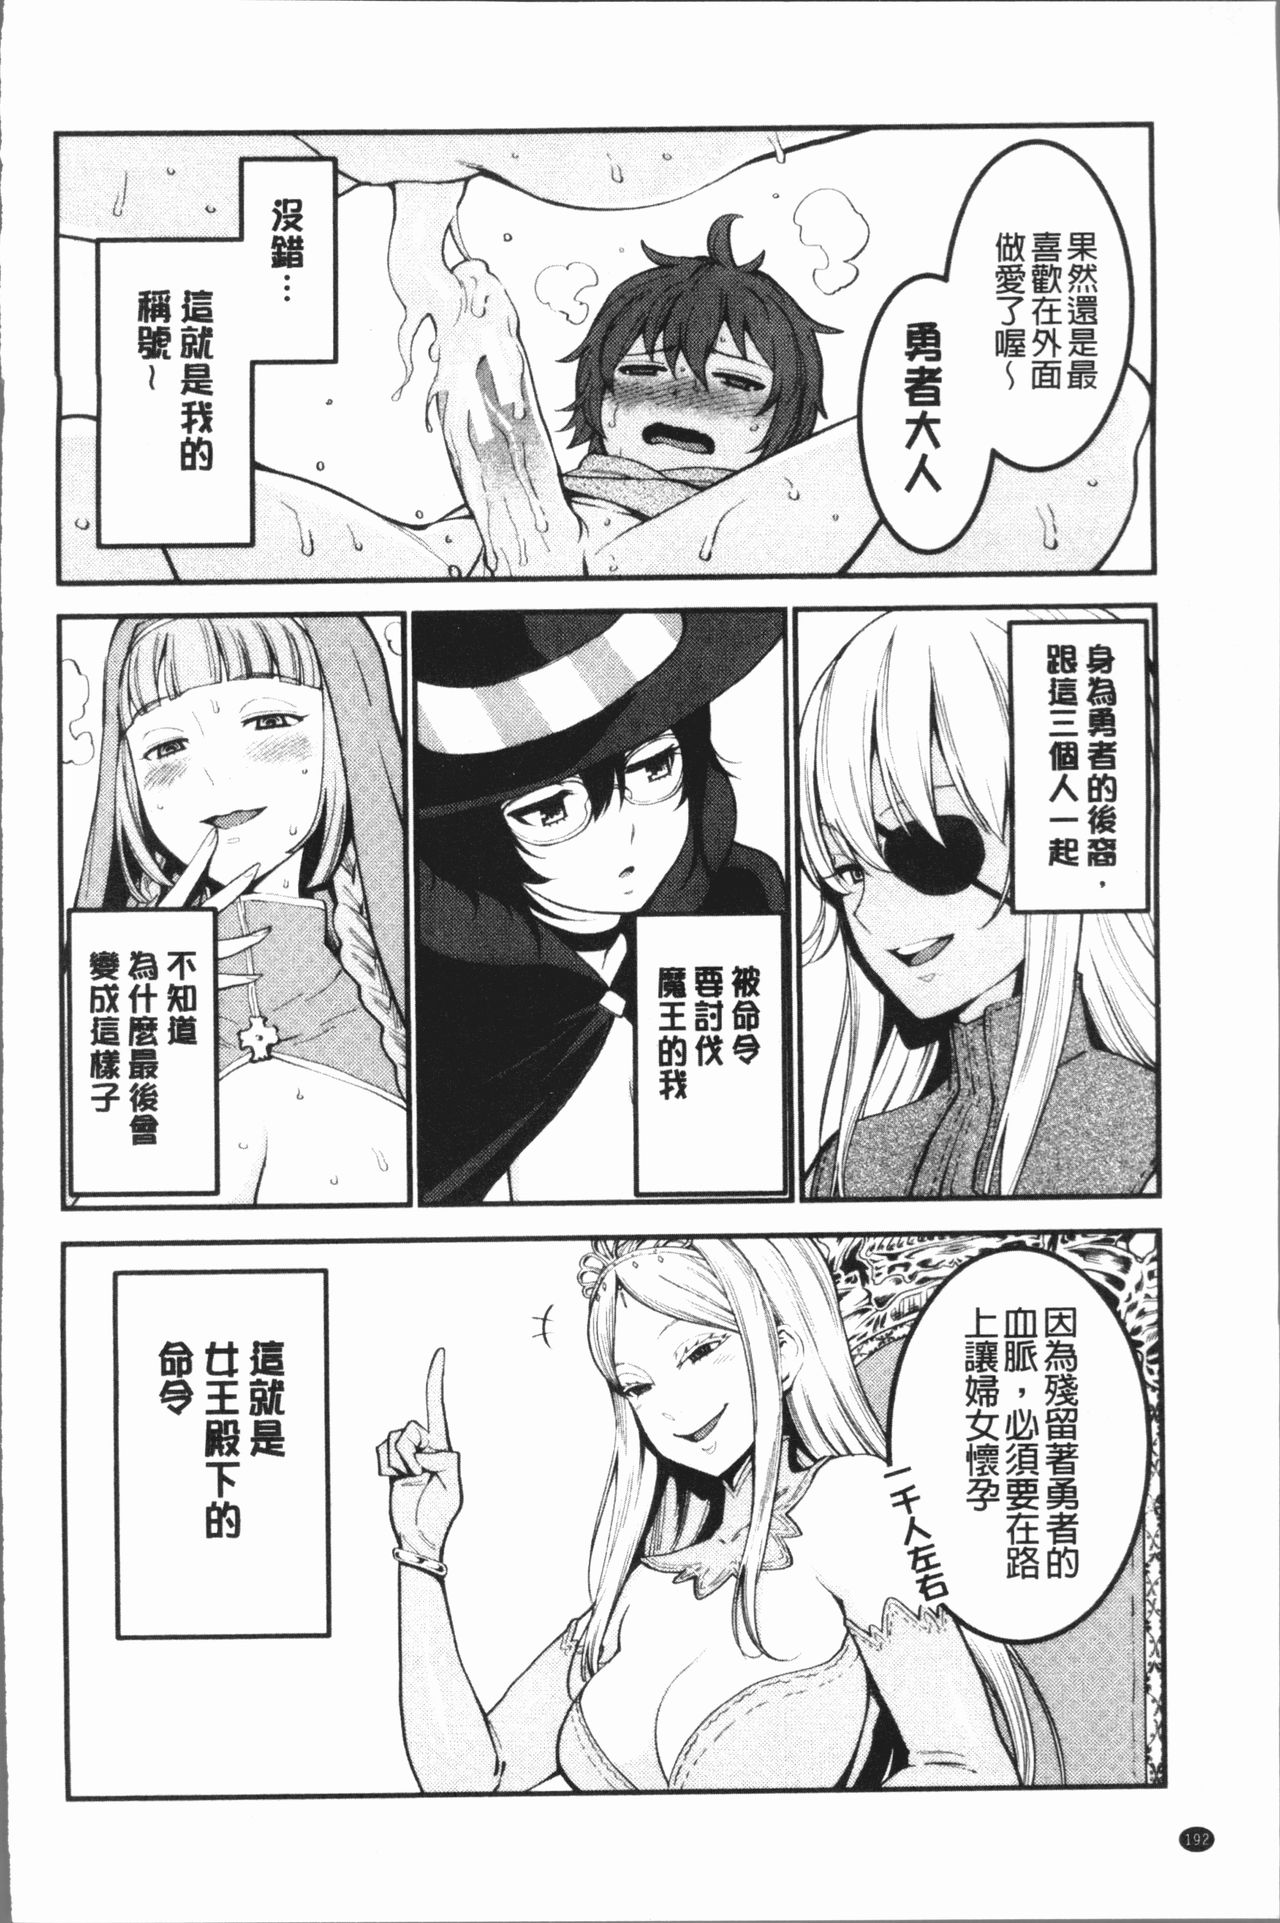 果然還是最
喜歡在外面
做愛了喔～
勇者大人
沒錯…
這就是我的
稱號～
身為勇者的後裔，
跟這三個人一起
被命令
要討伐
魔王的我
不知道
為什麼最後會
變成這樣子
因為殘留著勇者的
血脈，必須要在路
上讓婦女懷孕
一千人左右
這就是
女王殿下的
命令
192